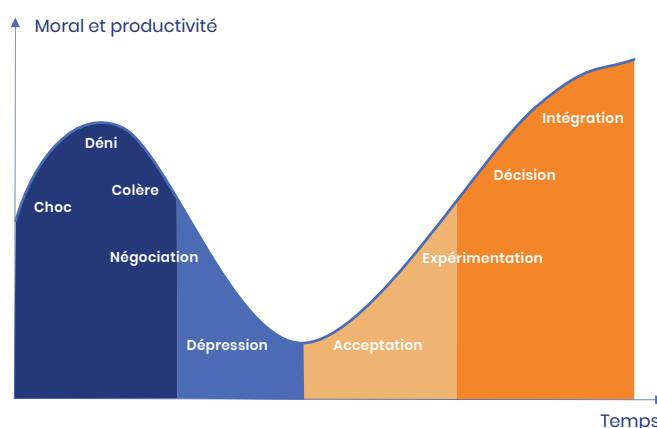 Moral et productivité
Déni
Colère
Choc
Négociation
Dépression
Acceptation
Expérimentation
Décision
Intégration
Temps